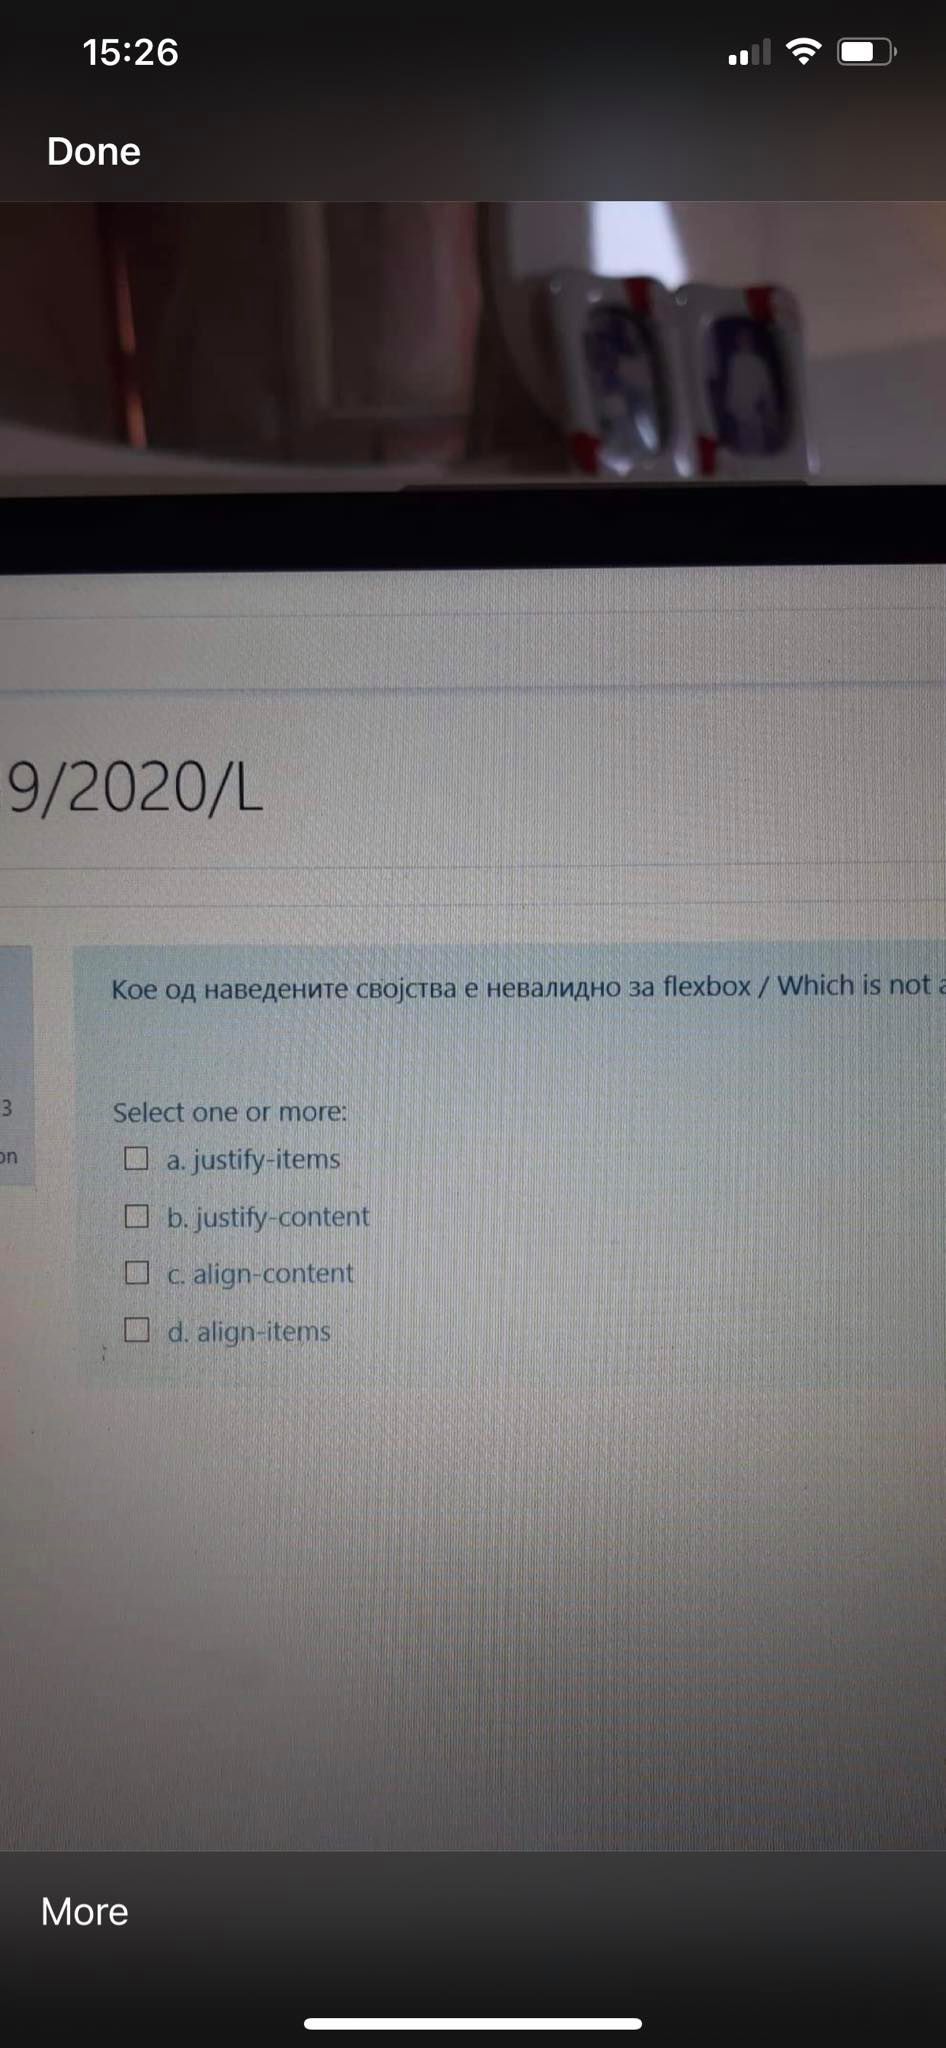 15:26
Done
9/2020/L
Кое од наведените својства е невалидно за flexbox / Which is not a
3
on
Select one or more:
a. justify-items
b. justify-content
c. align-content
d. align-items
More